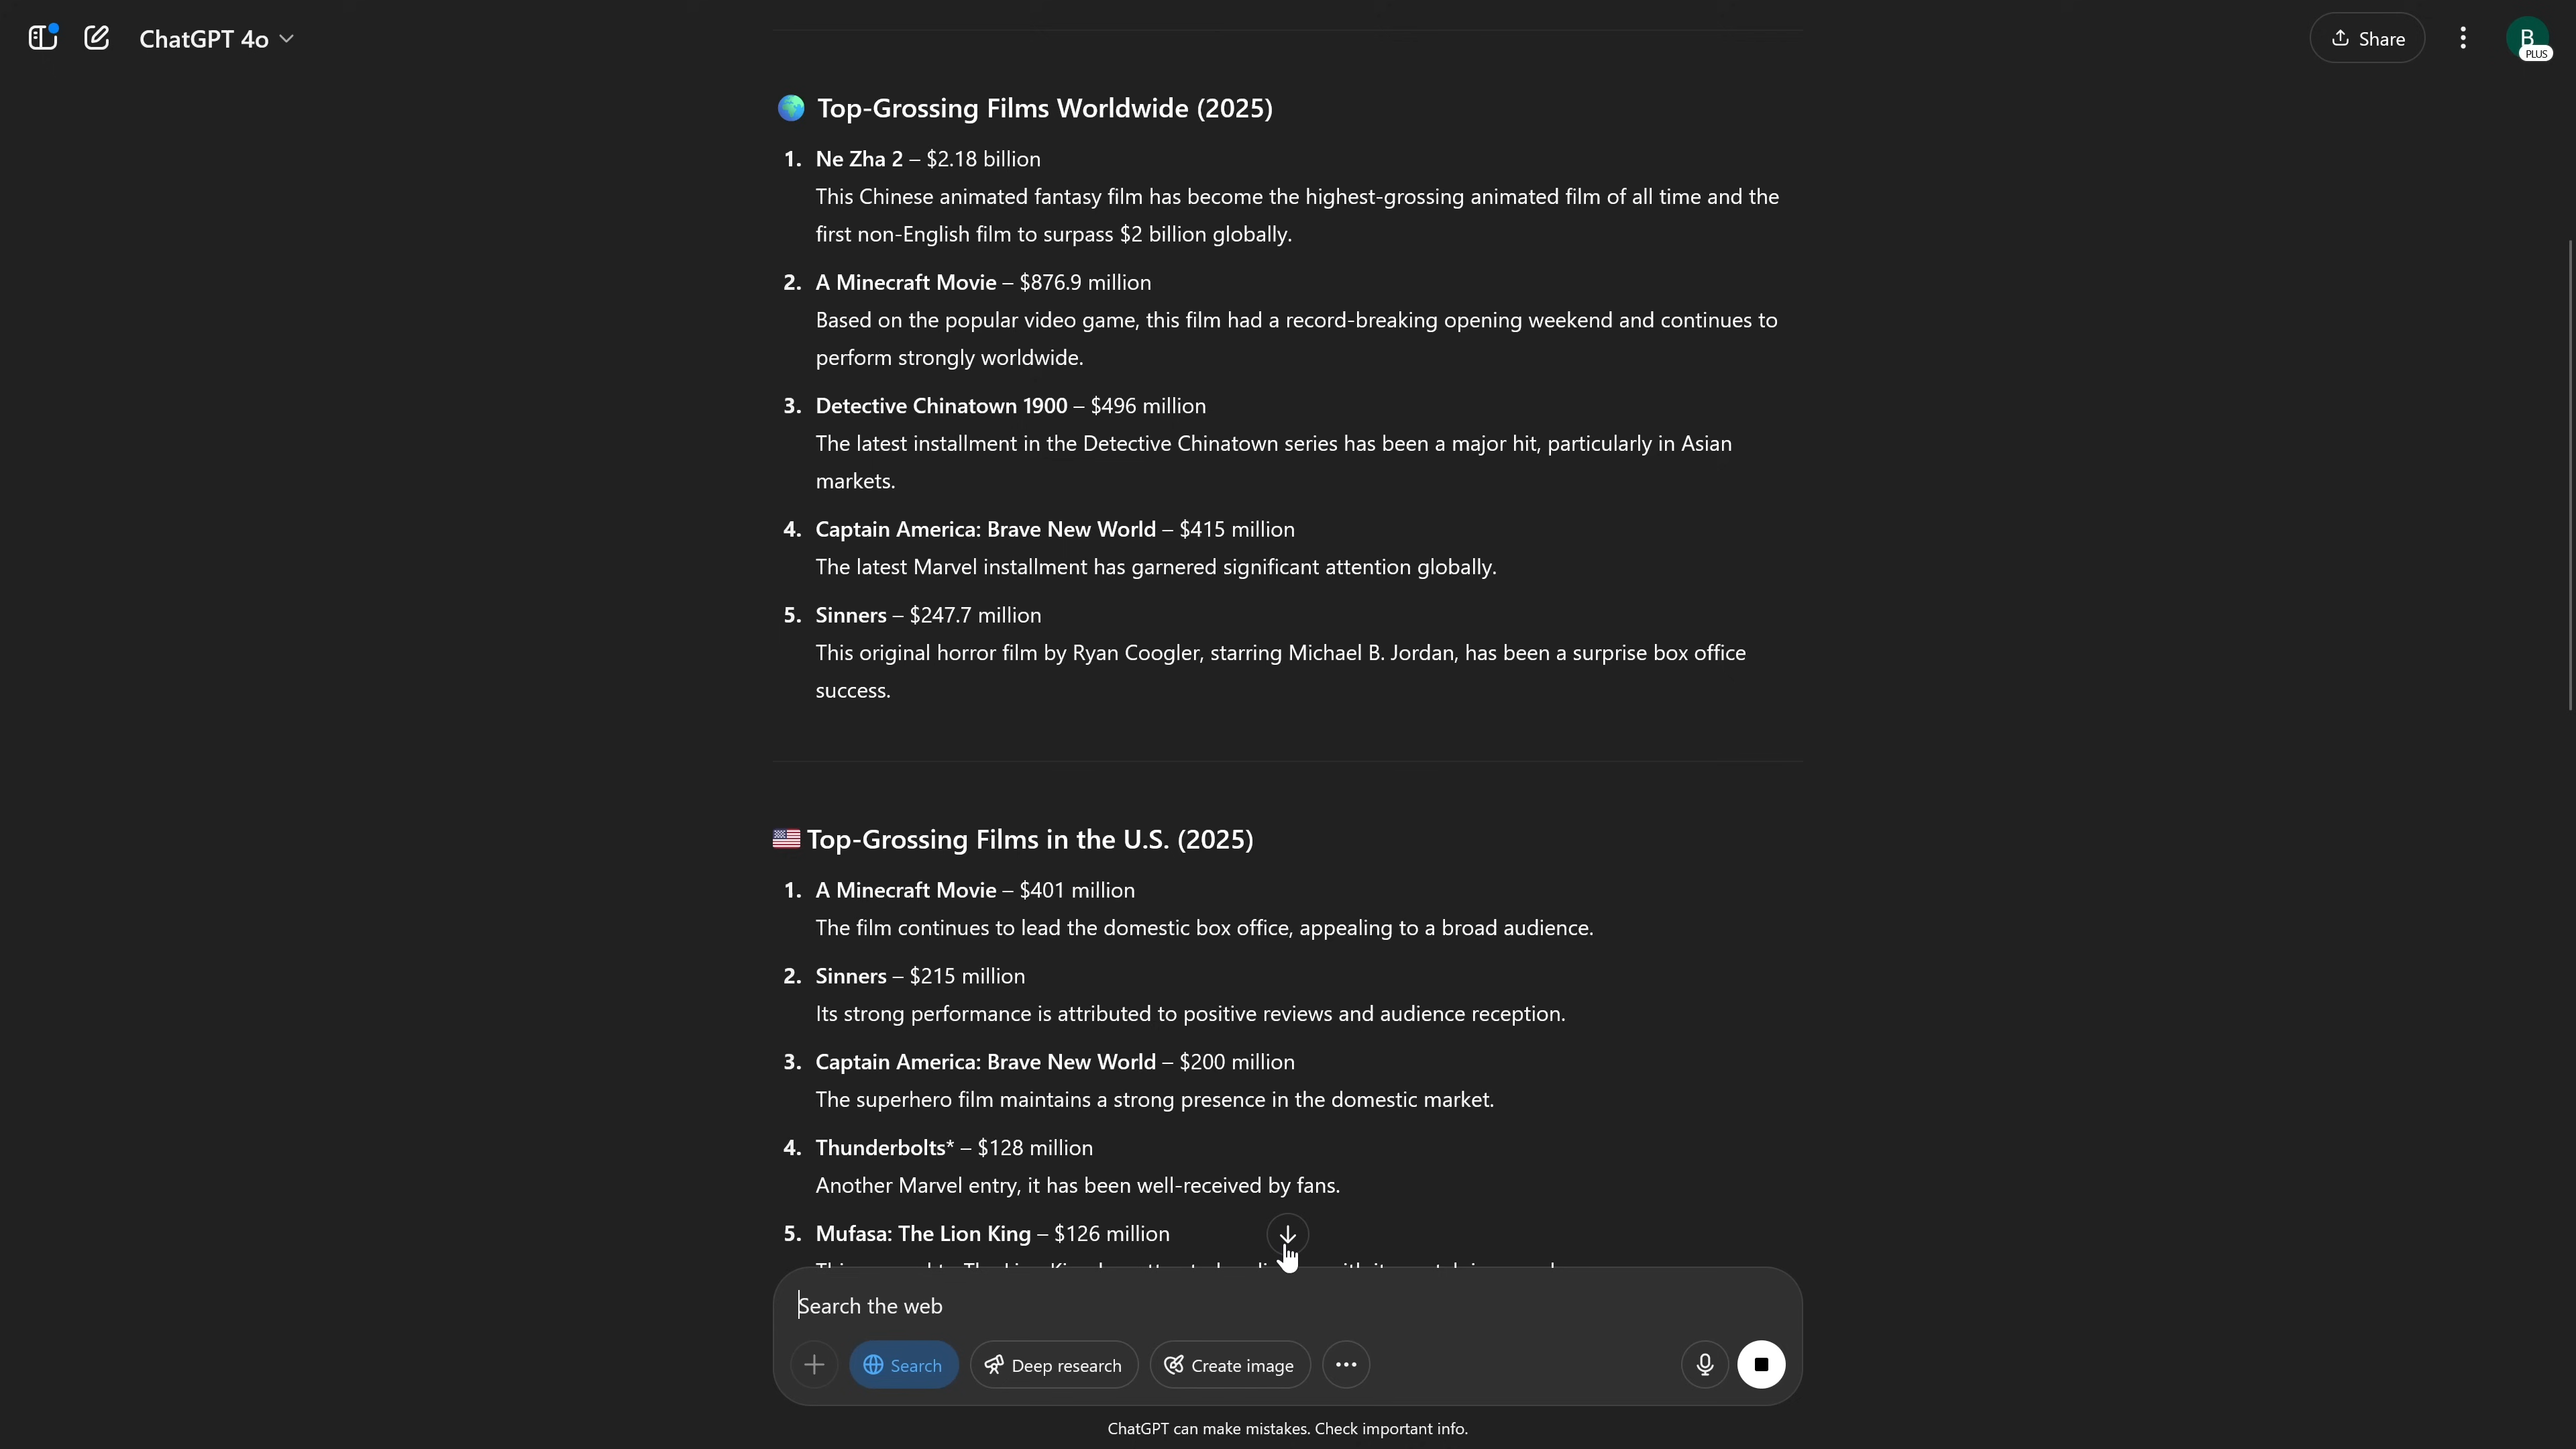 ChatGPT 4o
Share
B
PLUS
Top-Grossing Films Worldwide (2025)
1. Ne Zha 2 – $2.18 billion
This Chinese animated fantasy film has become the highest-grossing animated film of all time and the
first non-English film to surpass $2 billion globally.
2. A Minecraft Movie – $876.9 million
Based on the popular video game, this film had a record-breaking opening weekend and continues to
perform strongly worldwide.
3. Detective Chinatown 1900 – $496 million
The latest installment in the Detective Chinatown series has been a major hit, particularly in Asian
markets.
4. Captain America: Brave New World – $415 million
The latest Marvel installment has garnered significant attention globally.
5. Sinners – $247.7 million
This original horror film by Ryan Coogler, starring Michael B. Jordan, has been a surprise box office
success.
Top-Grossing Films in the U.S. (2025)
1. A Minecraft Movie – $401 million
The film continues to lead the domestic box office, appealing to a broad audience.
2. Sinners – $215 million
Its strong performance is attributed to positive reviews and audience reception.
3. Captain America: Brave New World – $200 million
The superhero film maintains a strong presence in the domestic market.
4. Thunderbolts* – $128 million
Another Marvel entry, it has been well-received by fans.
5. Mufasa: The Lion King – $126 million
Search the web
Search
Deep research
Create image
ChatGPT can make mistakes. Check important info.